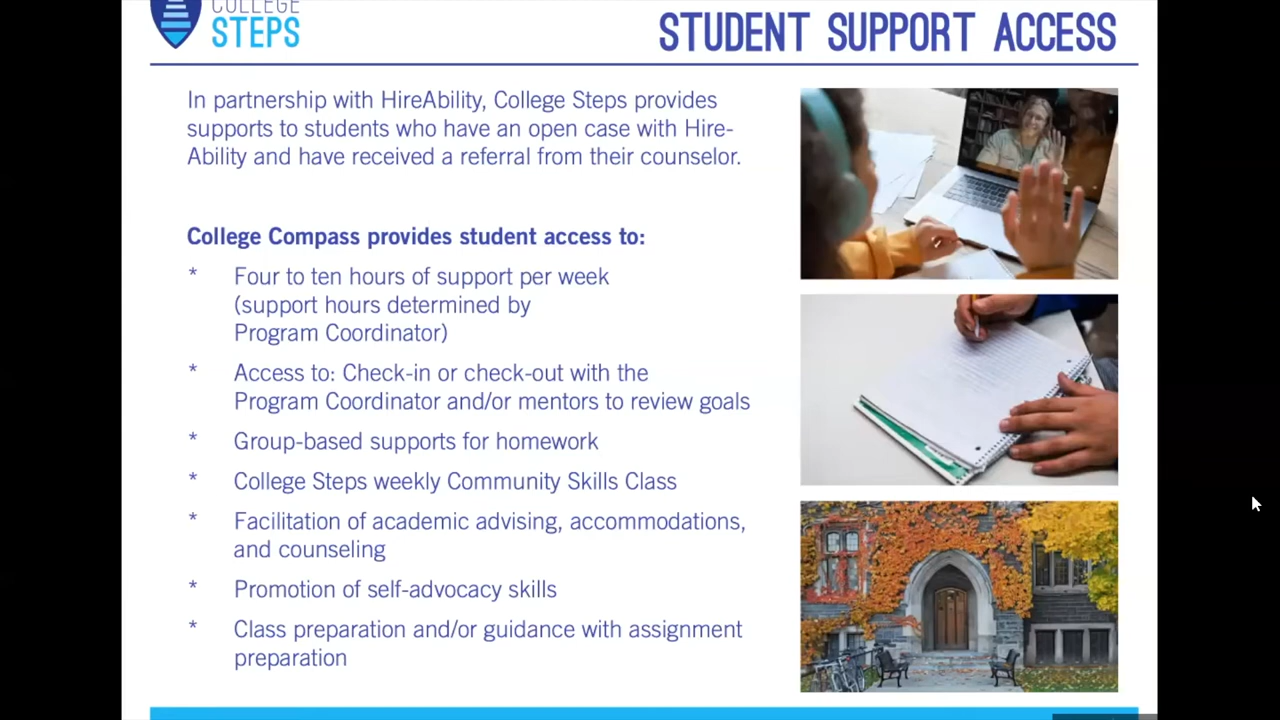 COLLEGE
STEPS
STUDENT SUPPORT ACCESS
In partnership with HireAbility, College Steps provides
supports to students who have an open case with Hire-
Ability and have received a referral from their counselor.
College Compass provides student access to:
* Four to ten hours of support per week
(support hours determined by
Program Coordinator)
* Access to: Check-in or check-out with the
Program Coordinator and/or mentors to review goals
* Group-based supports for homework
* College Steps weekly Community Skills Class
* Facilitation of academic advising, accommodations,
and counseling
* Promotion of self-advocacy skills
* Class preparation and/or guidance with assignment
preparation